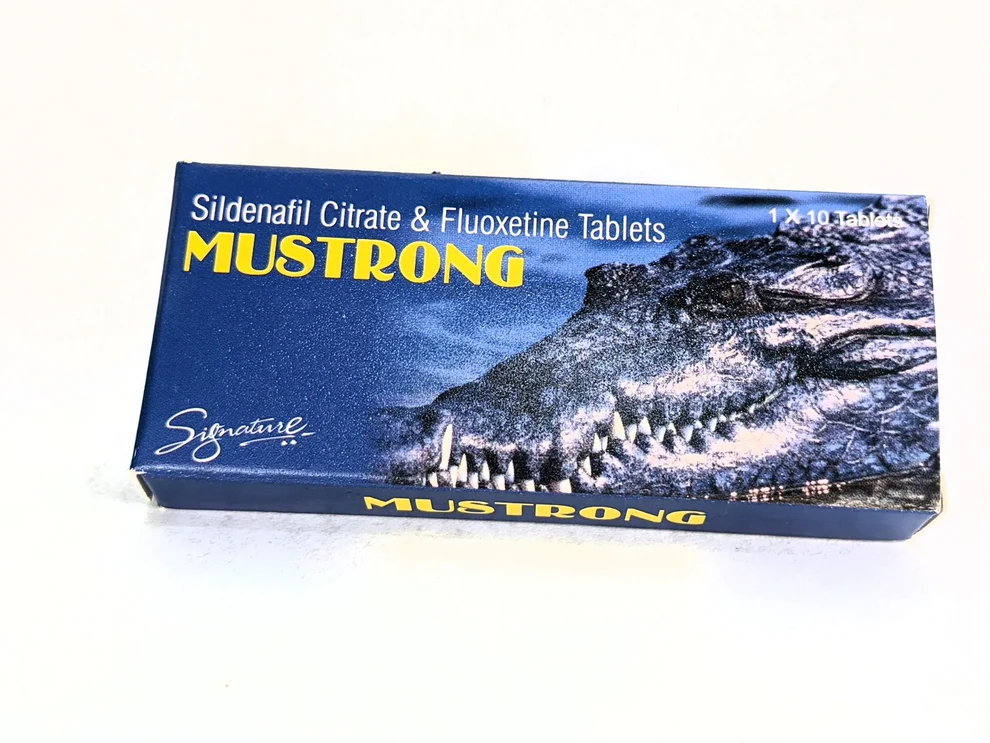 Sildenafil Citrate & Fluoxetine Tablets
1 X 10 Tablets
MUSTRONG
Signature
MUSTRONG